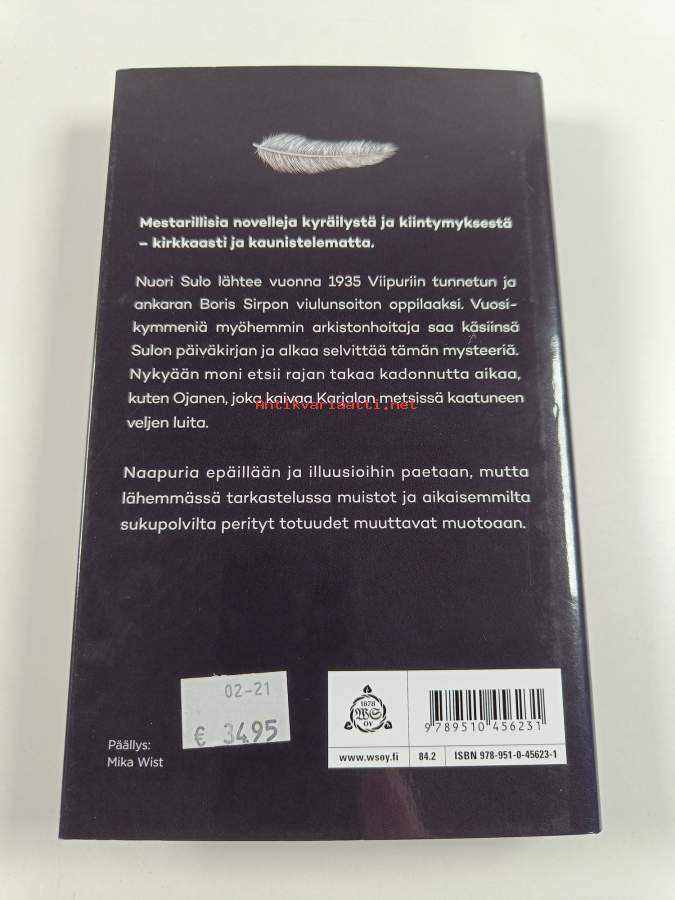 Mestarillisia novelleja kyräilystä ja kiintymyksestä
– kirkkaasti ja kaunistelematta.
Nuori Sulo lähtee vuonna 1935 Viipuriin tunnetun ja
ankaran Boris Sirpon viulunsoiton oppilaaksi. Vuosi-
kymmeniä myöhemmin arkistonhoitaja saa käsiinsä
Sulon päiväkirjan ja alkaa selvittää tämän mysteeriä.
Nykyään moni etsii rajan takaa kadonnutta aikaa,
kuten Ojanen, joka kaivaa Karjalan metsissä kaatuneen
Antikvariaatti.net
veljen luita.
Naapuria epäillään ja illuusioihin paetaan, mutta
lähemmässä tarkastelussa muistot ja aikaisemmilta
sukupolvilta perityt totuudet muuttavat muotoaan.
02-21
€ 34.95
Päällys:
Mika Wist
1878
WS
OY
9 789510 456231
www.wsoy.fi
84.2
ISBN 978-951-0-45623-1